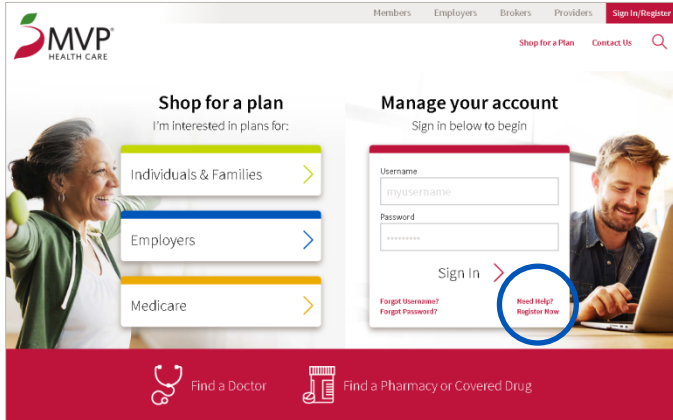 Members Employers Brokers Providers Sign In/Register
MVP®
HEALTH CARE
Shop for a Plan Contact Us
Shop for a plan
I'm interested in plans for:
Individuals & Families
Employers
Medicare
Manage your account
Sign in below to begin
Username
myusername
Password
Sign In
Forgot Username? Need Help?
Forgot Password? Register Now
Find a Doctor Find a Pharmacy or Covered Drug